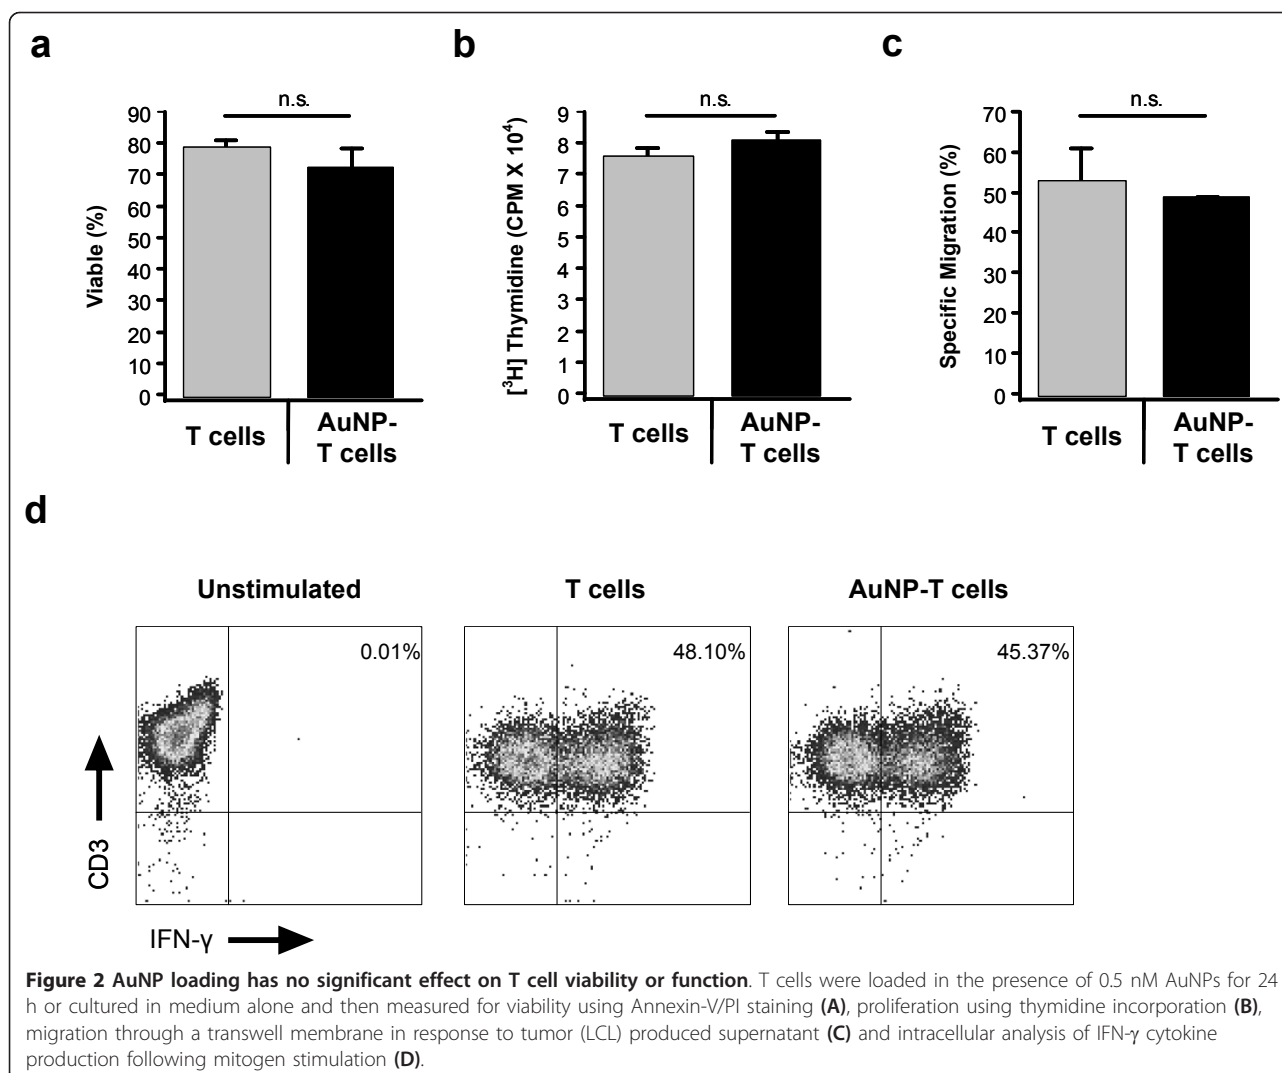 a
n.s.
90
80
70
60
50
40
30
20
10
0
Viable (%)
T cells
AuNP-
T cells
b
n.s.
9
8
7
6
5
4
3
2
1
0
[³H] Thymidine (CPM X 10⁴)
T cells
AuNP-
T cells
c
n.s.
70
60
50
40
30
20
50
0
Specific Migration (%)
T cells
AuNP-
T cells
d
Unstimulated
T cells
AuNP-T cells
0.01%
48.10%
45.37%
CD3
IFN-γ
Figure 2 AuNP loading has no significant effect on T cell viability or function. T cells were loaded in the presence of 0.5 nM AuNPs for 24
h or cultured in medium alone and then measured for viability using Annexin-V/PI staining (A), proliferation using thymidine incorporation (B),
migration through a transwell membrane in response to tumor (LCL) produced supernatant (C) and intracellular analysis of IFN-γ cytokine
production following mitogen stimulation (D).